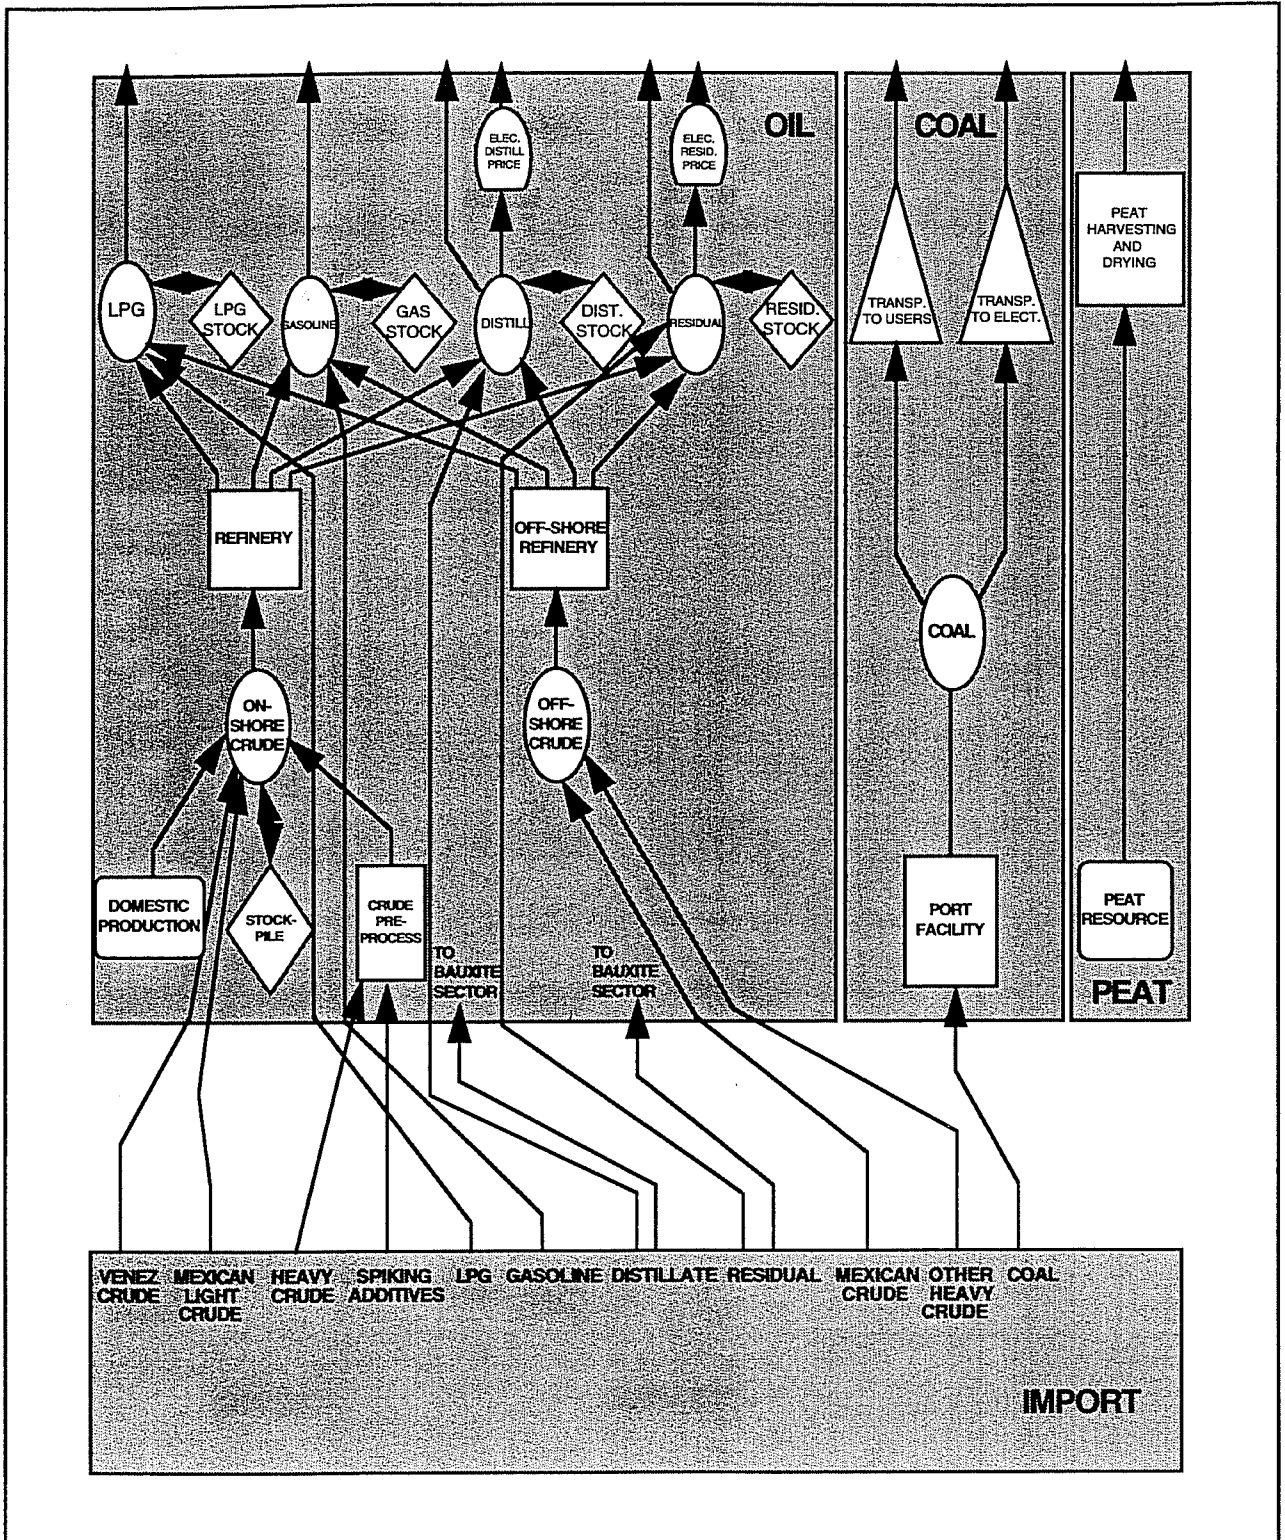 OIL
COAL
ELEC.
DISTILL
PRICE
ELEC.
RESID.
PRICE
PEAT
HARVESTING
AND
DRYING
LPG
LPG
STOCK
GASOLINE
GAS
STOCK
DISTILL
DIST.
STOCK
RESIDUAL
RESID.
STOCK
TRANSP.
TO USERS
TRANSP.
TO ELECT.
REFINERY
OFF-SHORE
REFINERY
COAL
ON-
SHORE
CRUDE
OFF-
SHORE
CRUDE
DOMESTIC
PRODUCTION
STOCK-
PILE
CRUDE
PRE-
PROCESS
TO
BAUXITE
SECTOR
TO
BAUXITE
SECTOR
PORT
FACILITY
PEAT
RESOURCE
PEAT
VENEZ
CRUDE
MEXICAN
LIGHT
CRUDE
HEAVY
CRUDE
SPIKING
ADDITIVES
LPG
GASOLINE
DISTILLATE
RESIDUAL
MEXICAN
CRUDE
OTHER
HEAVY
CRUDE
COAL
IMPORT